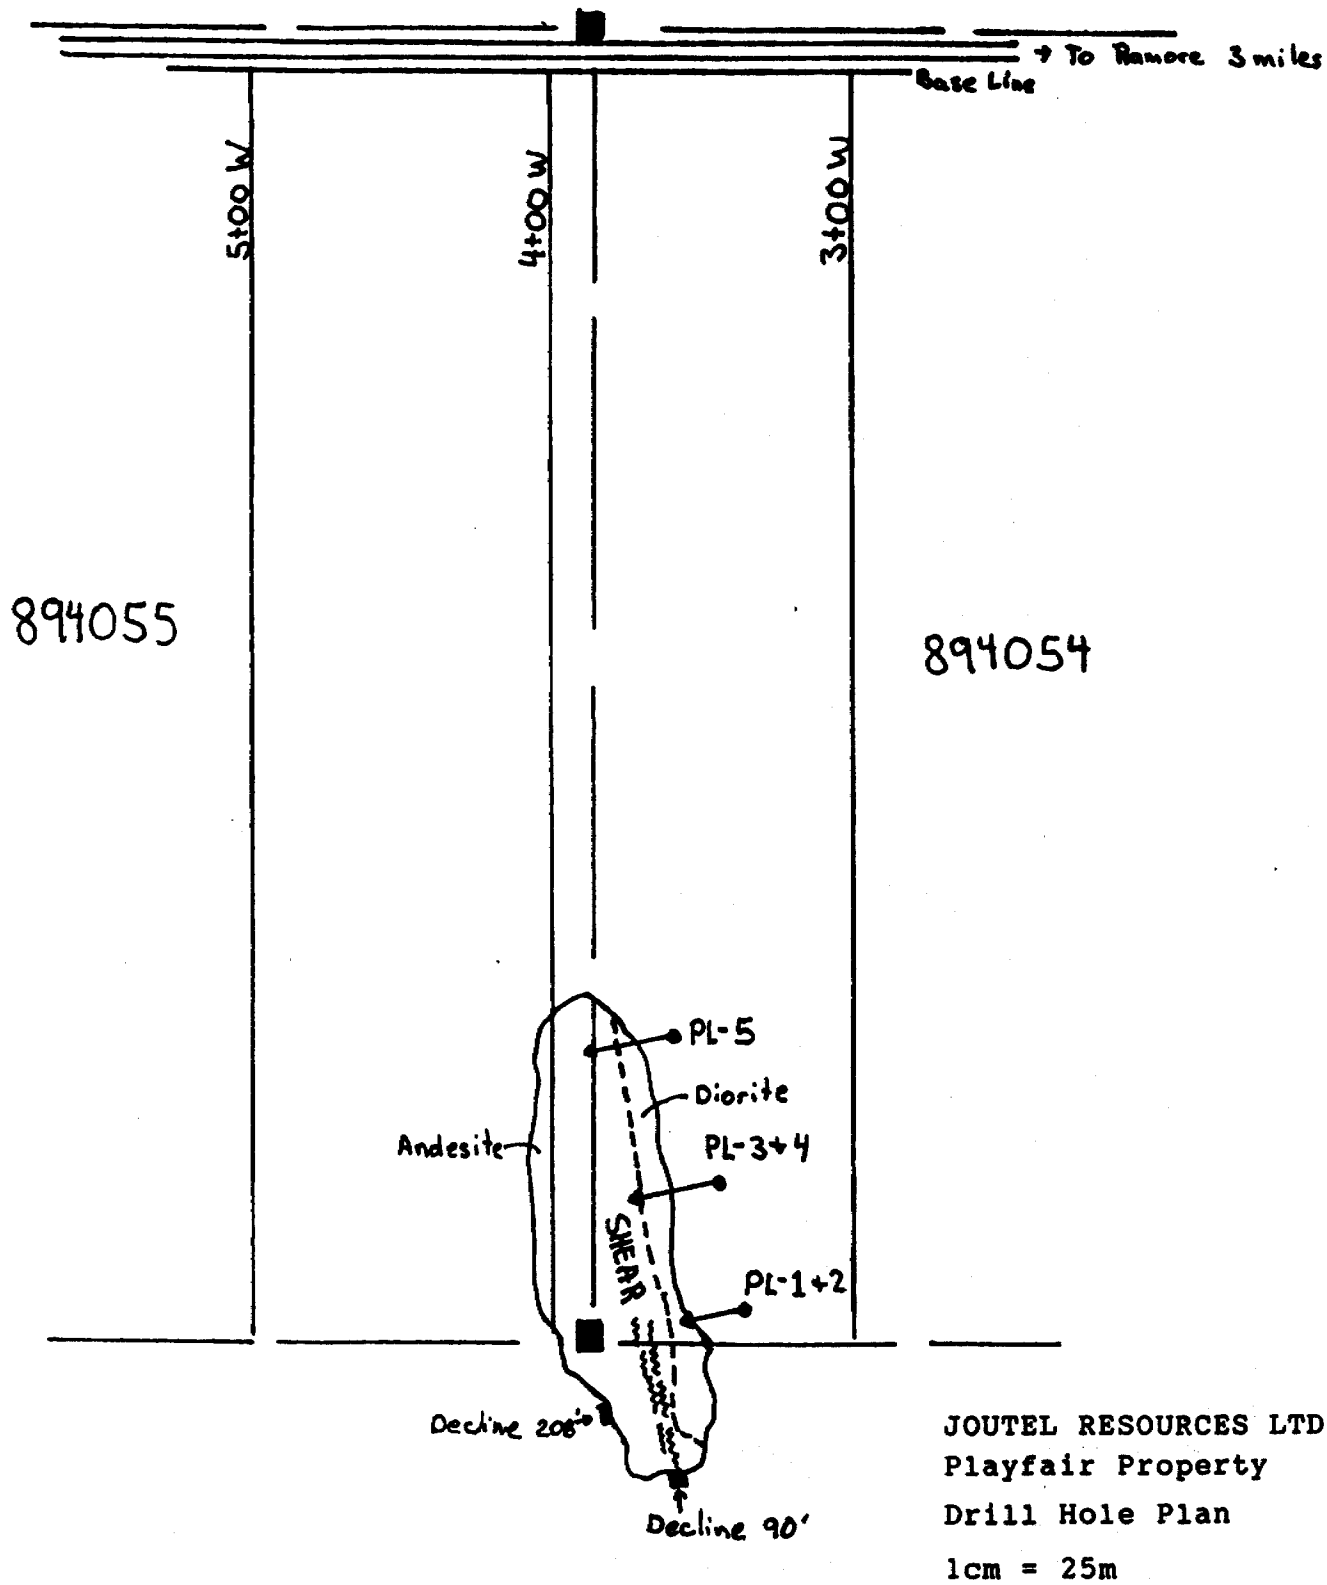 → To Ramore 3 miles
Base Line
5+00 W
4+00 W
3+00 W
894055
894054
PL-5
Diorite
Andesite
PL-3+4
SHEAR
PL-1+2
Decline 208'
Decline 90'
JOUTEL RESOURCES LTD
Playfair Property
Drill Hole Plan
1cm = 25m